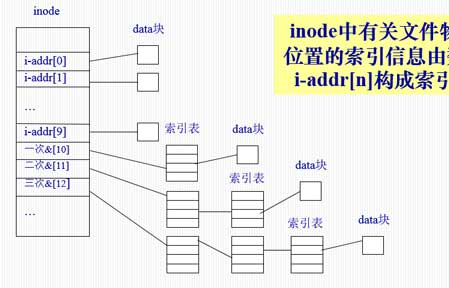 inode
data块
inode中有关文件物
位置的索引信息由
i-addr[n]构成索引
i-addr[0]
i-addr[1]
…
i-addr[9]
索引表
data块
一次&[10]
二次&[11]
索引表
data块
三次&[12]
…
索引表
data块